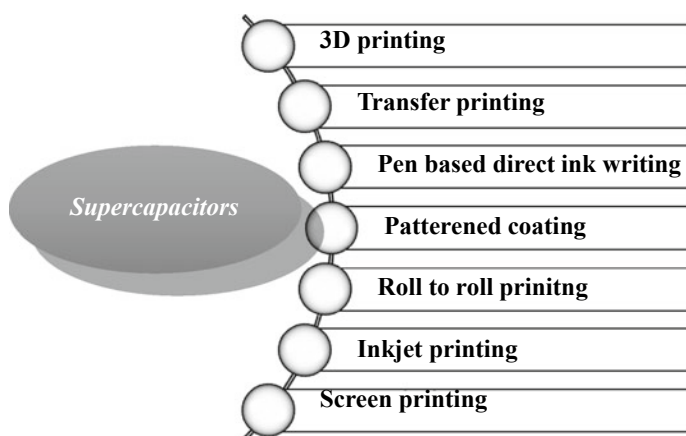 3D printing
Transfer printing
Pen based direct ink writing
Supercapacitors
Patterened coating
Roll to roll prinitng
Inkjet printing
Screen printing